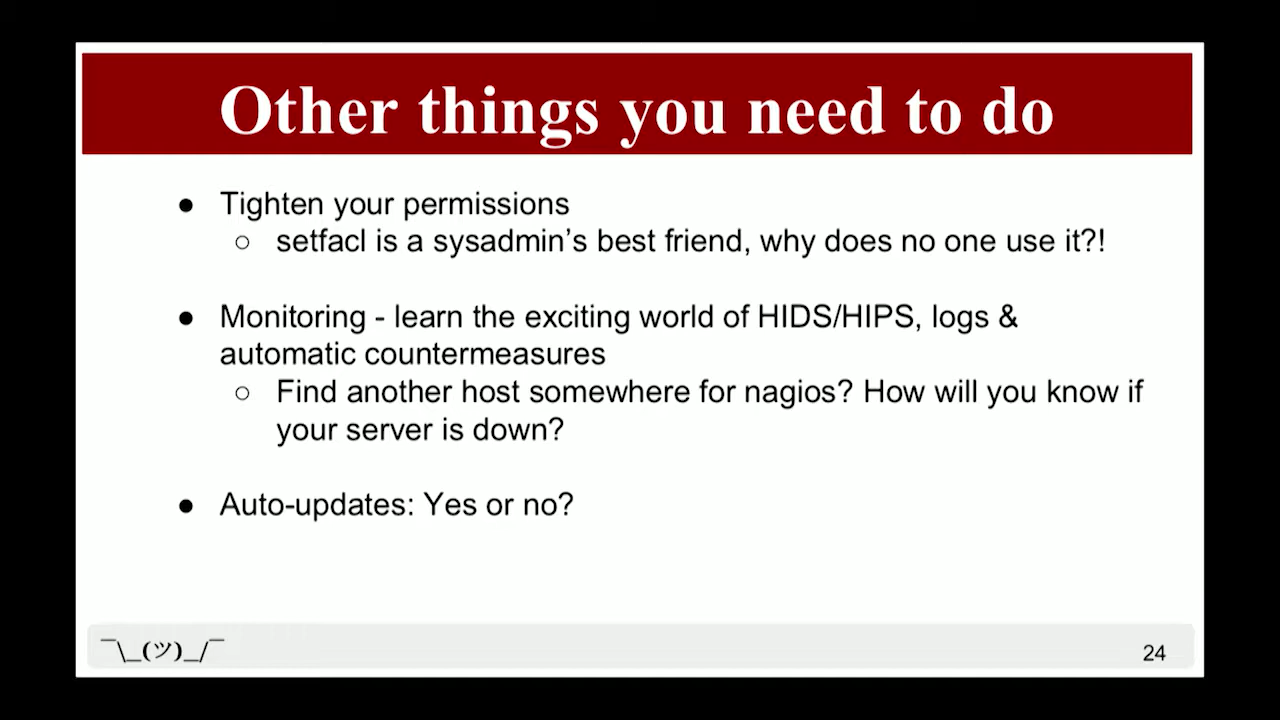 Other things you need to do
● Tighten your permissions
○ setfacl is a sysadmin's best friend, why does no one use it?!
● Monitoring - learn the exciting world of HIDS/HIPS, logs &
automatic countermeasures
○ Find another host somewhere for nagios? How will you know if
your server is down?
● Auto-updates: Yes or no?
¯\_(ツ)_/¯
24